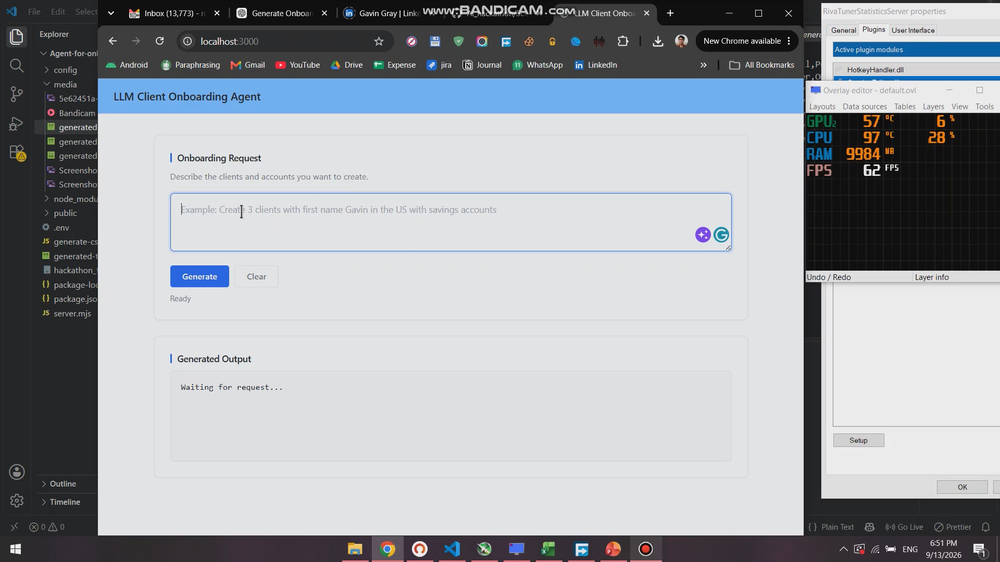 File
Edit
Select
Explorer
Agent-for-onl
config
media
5e62451a-
Bandicam
generated
generated
generated
Screensho
Screensho
node_modu
public
.env
generate-cs
generated-t
hackathon_
package-loc
package.jso
server.mjs
Outline
Timeline
0 0
Inbox (13,773) - r
Generate Onboa
Gavin Gray | Linke
AI_hackathon/
LLM Client Onboa
www.BANDICAM.com
localhost:3000
New Chrome available
Android
Paraphrasing
Gmail
YouTube
Drive
Expense
jira
Journal
WhatsApp
LinkedIn
All Bookmarks
LLM Client Onboarding Agent
Onboarding Request
Describe the clients and accounts you want to create.
Example: Create 3 clients with first name Gavin in the US with savings accounts
Generate
Clear
Ready
Generated Output
Waiting for request...
RivaTunerStatisticsServer properties
General
Plugins
User Interface
Active plugin modules
HotkeyHandler.dll
Overlay editor - default.ovl
Layouts Data sources Tables Layers View Tools
GPU2 57 °C 6 %
CPU 97 °C 28 %
RAM 9984 MB
FPS 62 FPS
Undo / Redo
Layer info
Setup
OK
{ } Plain Text
Go Live
Prettier
ENG
6:51 PM
9/13/2026
1